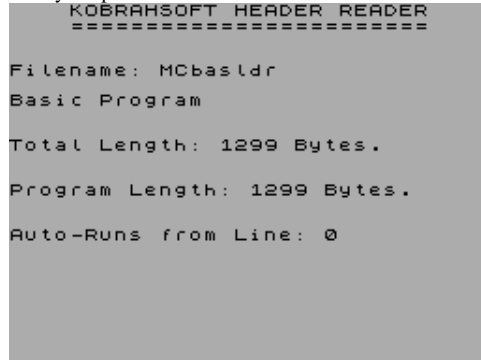 KOBRAHSOFT HEADER READER
========================
Filename: MCbasldr
Basic Program
Total Length: 1299 Bytes.
Program Length: 1299 Bytes.
Auto-Runs from Line: 0